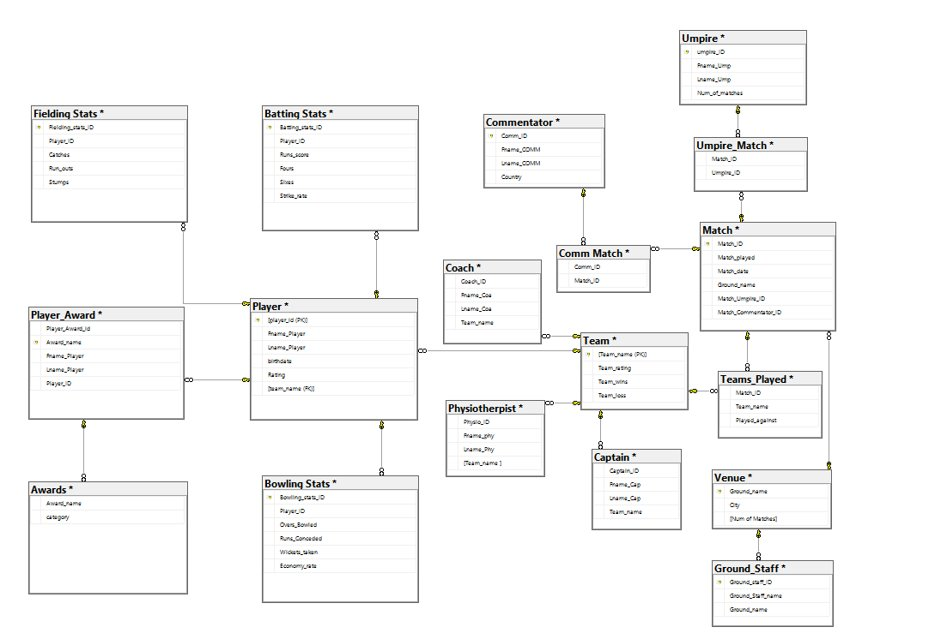 Umpire *
umpire_ID
Fname_Ump
Lname_Ump
Num_of_matches
Fielding Stats *
Fielding_stats_ID
Player_ID
Catches
Run_outs
Stumps
Batting Stats *
Batting_stats_ID
Player_ID
Runs_score
Fours
Sixes
Strike_rate
Commentator *
Comm_ID
Fname_COMM
Lname_COMM
Country
Umpire_Match *
Match_ID
Umpire_ID
Match *
Match_ID
Match_played
Match_date
Ground_name
Match_Umpire_ID
Match_Commentator_ID
Comm Match *
Comm_ID
Match_ID
Coach *
Coach_ID
Fname_Coa
Lname_Coa
Team_name
Player_Award *
Player_Award_Id
Award_name
Fname_Player
Lname_Player
Player_ID
Player *
[player_id (PK)]
Fname_Player
Lname_Player
birthdate
Rating
[team_name (FK)]
Team *
[Team_name (PK)]
Team_rating
Team_wins
Team_loss
Teams_Played *
Match_ID
Team_name
Played_against
Physiotherpist *
Physio_ID
Fname_phy
Lname_Phy
[Team_name ]
Captain *
Captain_ID
Fname_Cap
Lname_Cap
Team_name
Venue *
Ground_name
City
[Num of Matches]
Awards *
Award_name
category
Bowling Stats *
Bowling_stats_ID
Player_ID
Overs_Bowled
Runs_Conceded
Wickets_taken
Economy_rate
Ground_Staff *
Ground_staff_ID
Ground_Staff_name
Ground_name